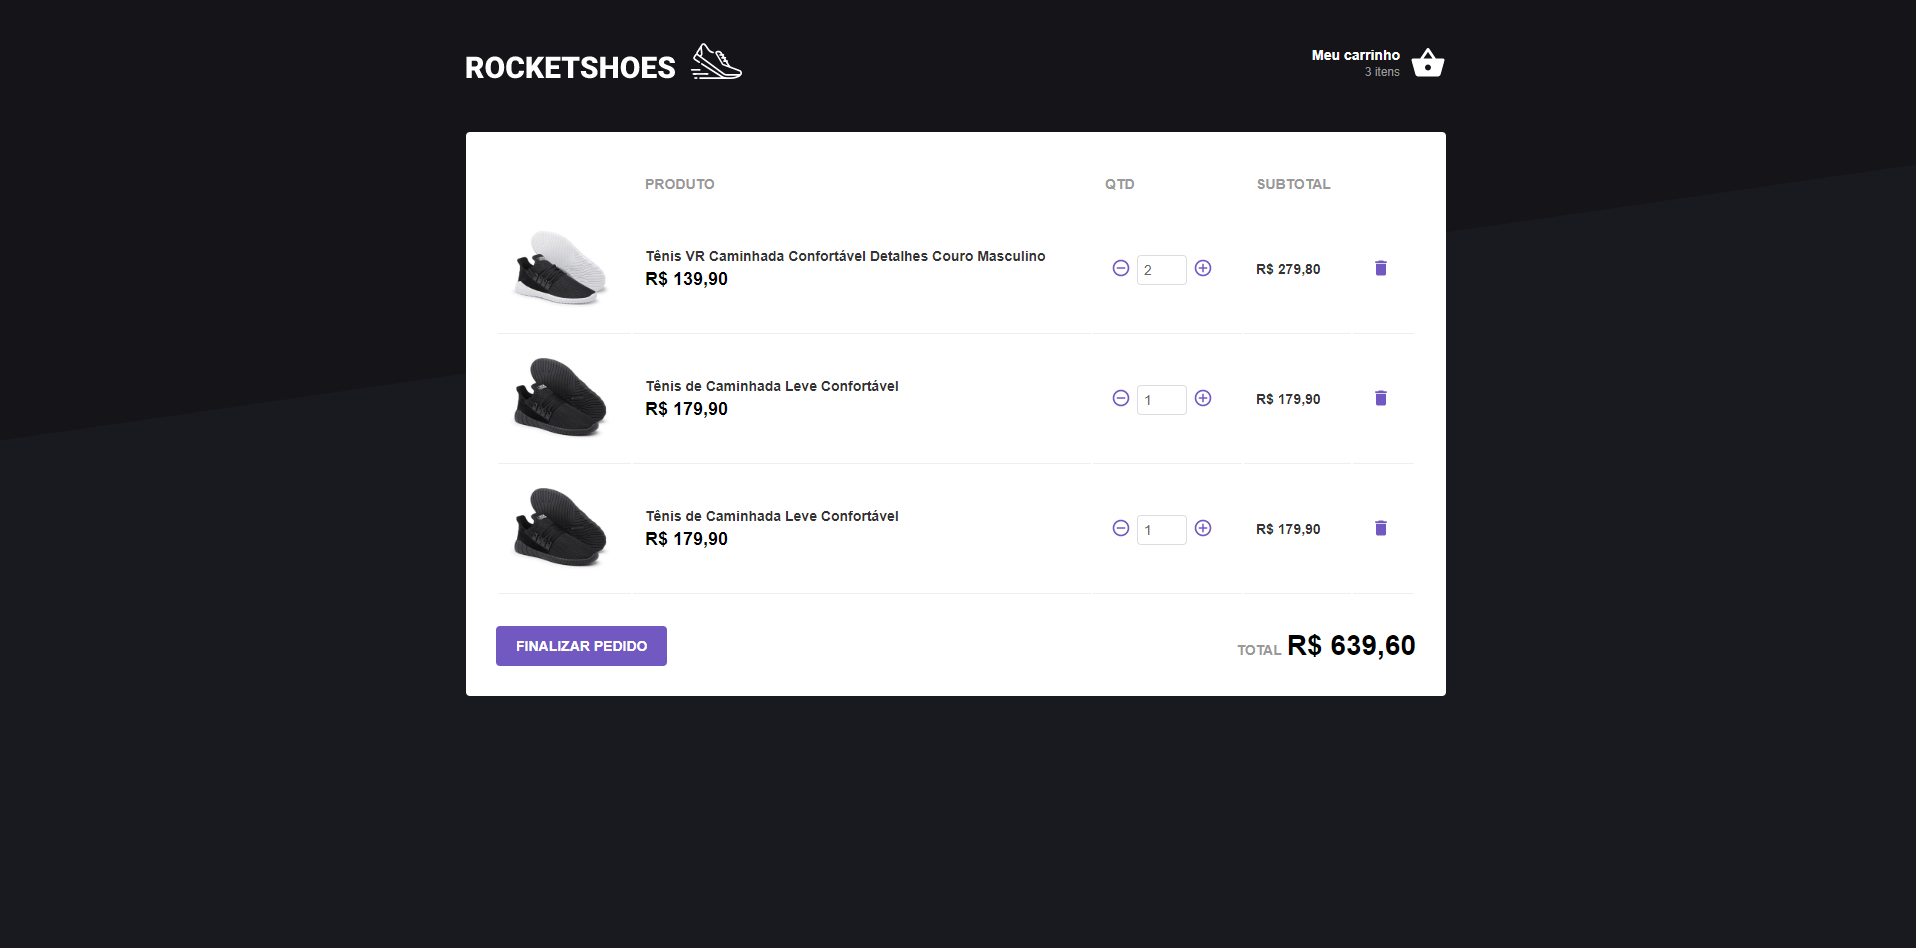 ROCKETSHOES
Meu carrinho
3 itens
PRODUTO QTD SUBTOTAL
Tênis VR Caminhada Confortável Detalhes Couro Masculino
R$ 139,90
2
R$ 279,80
Tênis de Caminhada Leve Confortável
R$ 179,90
1
R$ 179,90
Tênis de Caminhada Leve Confortável
R$ 179,90
1
R$ 179,90
FINALIZAR PEDIDO
TOTAL R$ 639,60